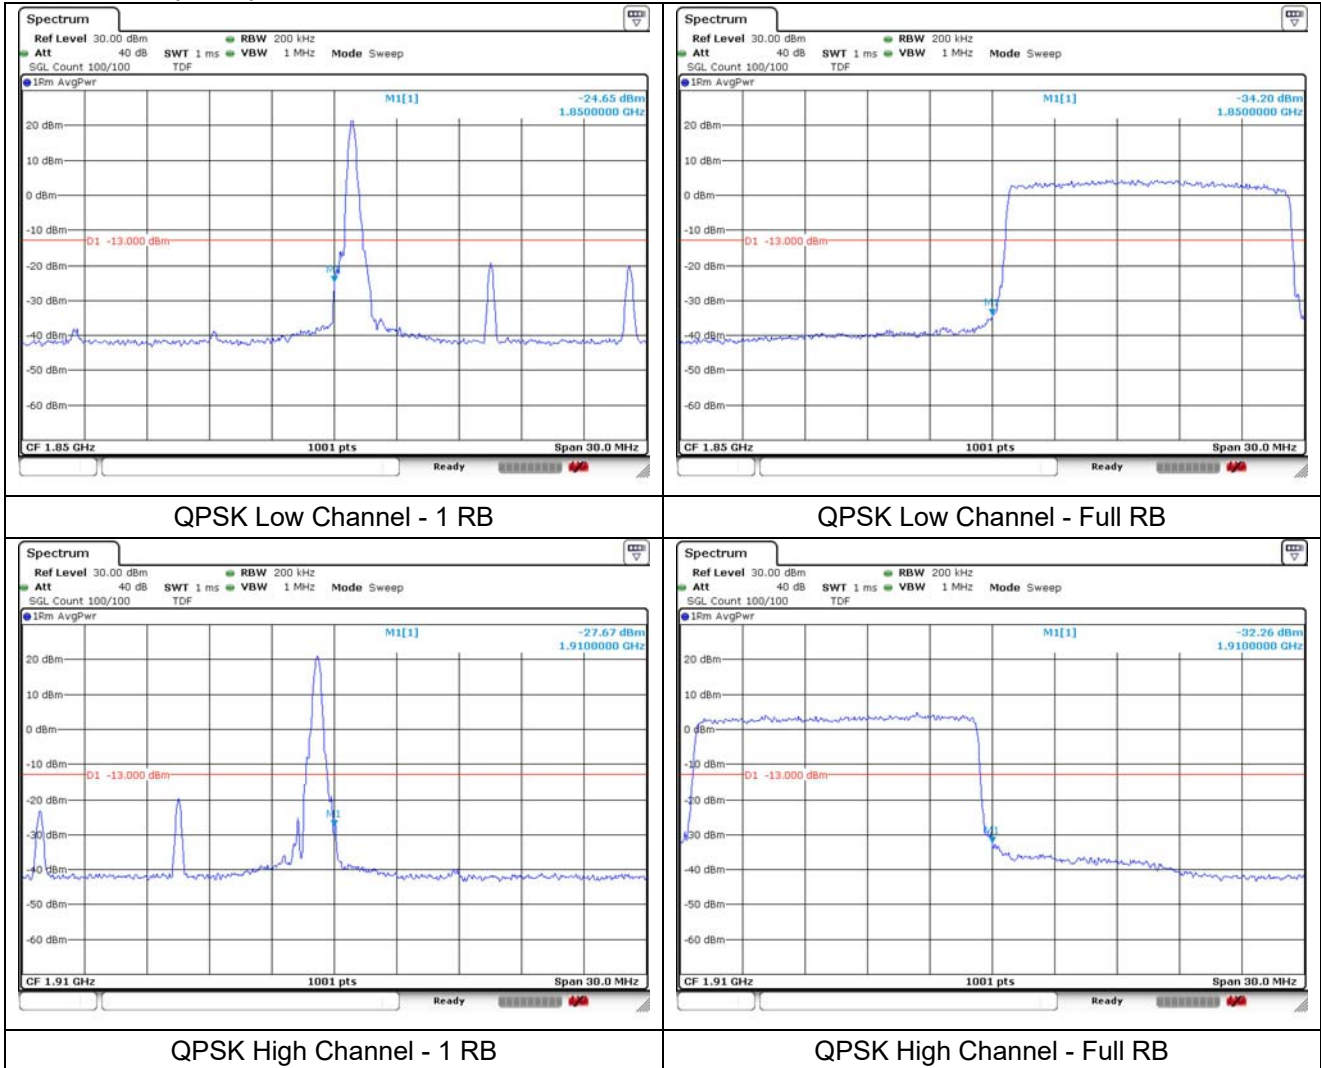 Spectrum
Ref Level 30.00 dBm RBW 200 kHz
Att 40 dB SWT 1 ms VBW 1 MHz Mode Sweep
SGL Count 100/100 TDF
1Rm AvgPwr
M1[1] -24.65 dBm
1.8500000 GHz
20 dBm
10 dBm
0 dBm
-10 dBm
D1 -13.000 dBm
-20 dBm
M1
-30 dBm
-40 dBm
-50 dBm
-60 dBm
CF 1.85 GHz 1001 pts Span 30.0 MHz
Ready
QPSK Low Channel - 1 RB
Spectrum
Ref Level 30.00 dBm RBW 200 kHz
Att 40 dB SWT 1 ms VBW 1 MHz Mode Sweep
SGL Count 100/100 TDF
1Rm AvgPwr
M1[1] -34.20 dBm
1.8500000 GHz
20 dBm
10 dBm
0 dBm
-10 dBm
D1 -13.000 dBm
-20 dBm
-30 dBm
M1
-40 dBm
-50 dBm
-60 dBm
CF 1.85 GHz 1001 pts Span 30.0 MHz
Ready
QPSK Low Channel - Full RB
Spectrum
Ref Level 30.00 dBm RBW 200 kHz
Att 40 dB SWT 1 ms VBW 1 MHz Mode Sweep
SGL Count 100/100 TDF
1Rm AvgPwr
M1[1] -27.67 dBm
1.9100000 GHz
20 dBm
10 dBm
0 dBm
-10 dBm
D1 -13.000 dBm
-20 dBm
M1
-30 dBm
-40 dBm
-50 dBm
-60 dBm
CF 1.91 GHz 1001 pts Span 30.0 MHz
Ready
QPSK High Channel - 1 RB
Spectrum
Ref Level 30.00 dBm RBW 200 kHz
Att 40 dB SWT 1 ms VBW 1 MHz Mode Sweep
SGL Count 100/100 TDF
1Rm AvgPwr
M1[1] -32.26 dBm
1.9100000 GHz
20 dBm
10 dBm
0 dBm
-10 dBm
D1 -13.000 dBm
-20 dBm
-30 dBm
M1
-40 dBm
-50 dBm
-60 dBm
CF 1.91 GHz 1001 pts Span 30.0 MHz
Ready
QPSK High Channel - Full RB